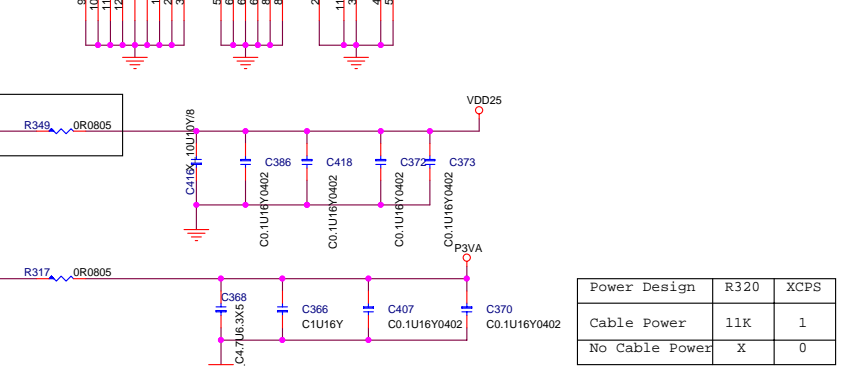 VDD25
R349
0R0805
C416
X_10U10Y/8
C386
C0.1U16Y0402
C418
C0.1U16Y0402
C372
C0.1U16Y0402
C373
C0.1U16Y0402
P3VA
R317
0R0805
C368
C4.7U6.3X5
C366
C1U16Y
C407
C0.1U16Y0402
C370
C0.1U16Y0402
Power Design R320 XCPS
Cable Power 11K 1
No Cable Power X 0